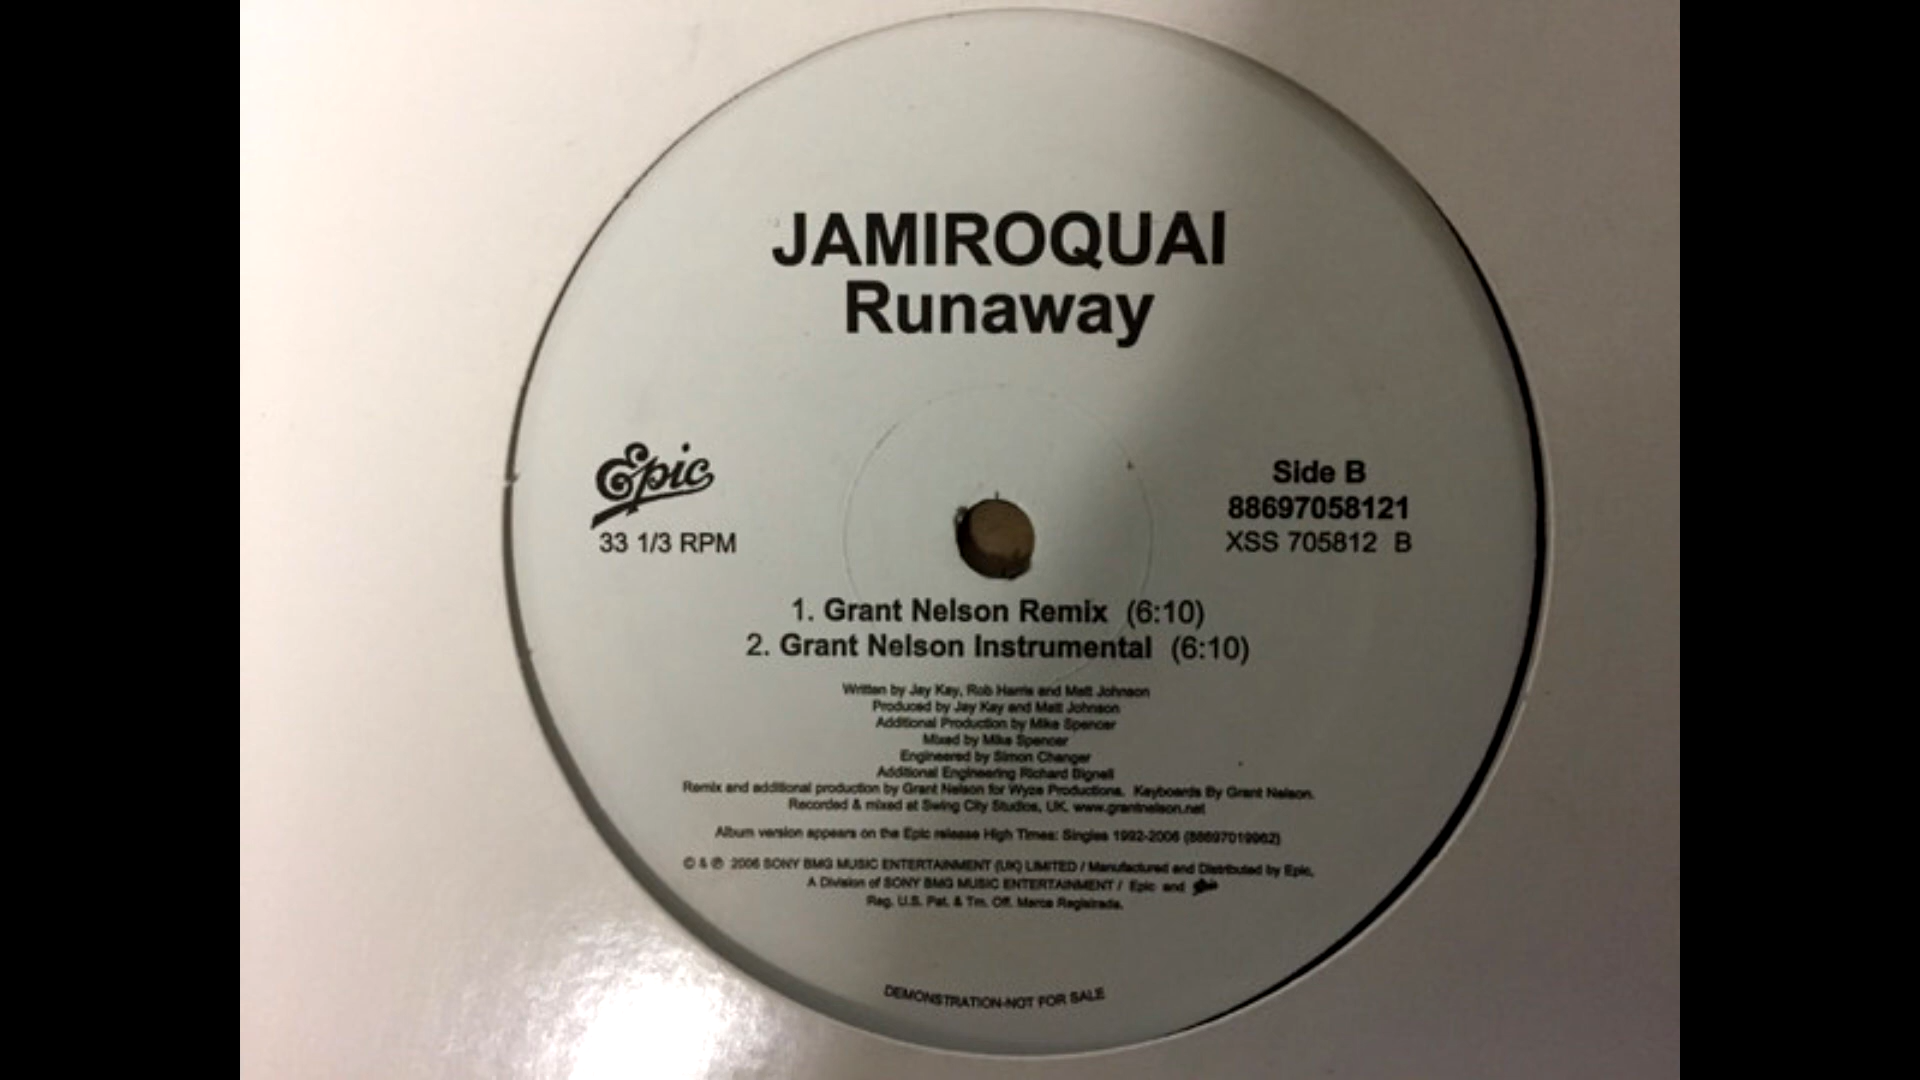 JAMIROQUAI
Runaway
Epic
33 1/3 RPM
Side B
88697058121
XSS 705812 B
1. Grant Nelson Remix (6:10)
2. Grant Nelson Instrumental (6:10)
Written by Jay Kay, Rob Harris and Matt Johnson
Produced by Jay Kay and Matt Johnson
Additional Production by Mike Spencer
Mixed by Mike Spencer
Engineered by Simon Changer
Additional Engineering Richard Bignell
Remix and additional production by Grant Nelson for Wyze Productions. Keyboards By Grant Nelson.
Recorded & mixed at Swing City Studios, UK. www.grantnelson.net
Album version appears on the Epic release High Times: Singles 1992-2006 (88697019962)
© & ℗ 2006 SONY BMG MUSIC ENTERTAINMENT (UK) LIMITED / Manufactured and Distributed by Epic,
A Division of SONY BMG MUSIC ENTERTAINMENT / Epic and Epic
Reg. U.S. Pat. & Tm. Off. Marca Registrada.
DEMONSTRATION-NOT FOR SALE